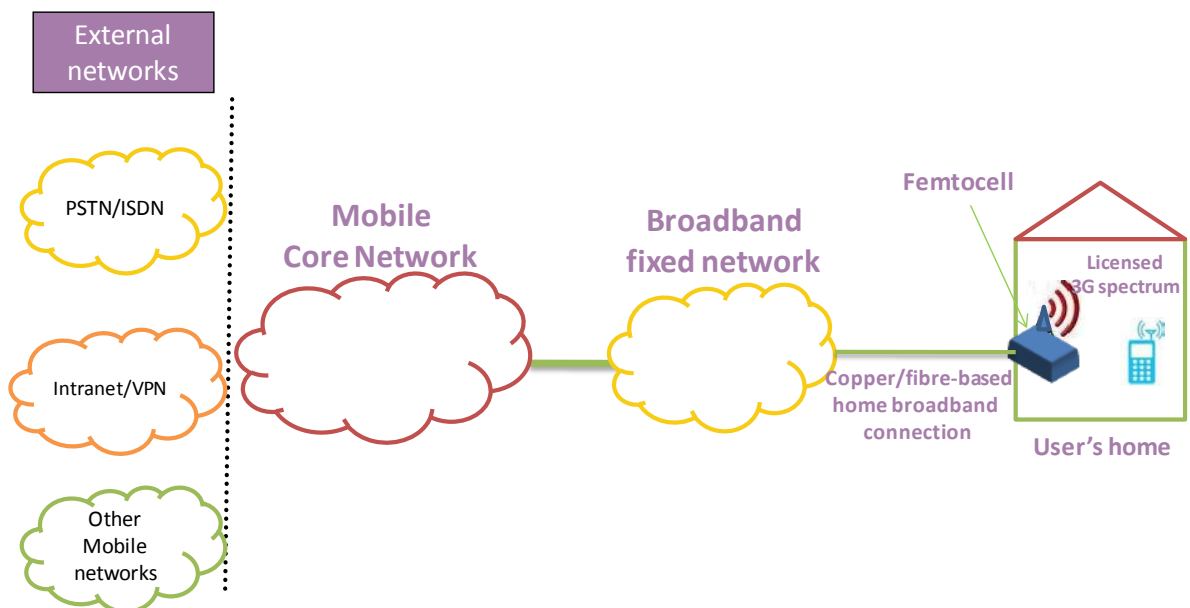 External
networks
PSTN/ISDN
Intranet/VPN
Other
Mobile
networks
Mobile
Core Network
Broadband
fixed network
Femtocell
Licensed
3G spectrum
Copper/fibre-based
home broadband
connection
User’s home